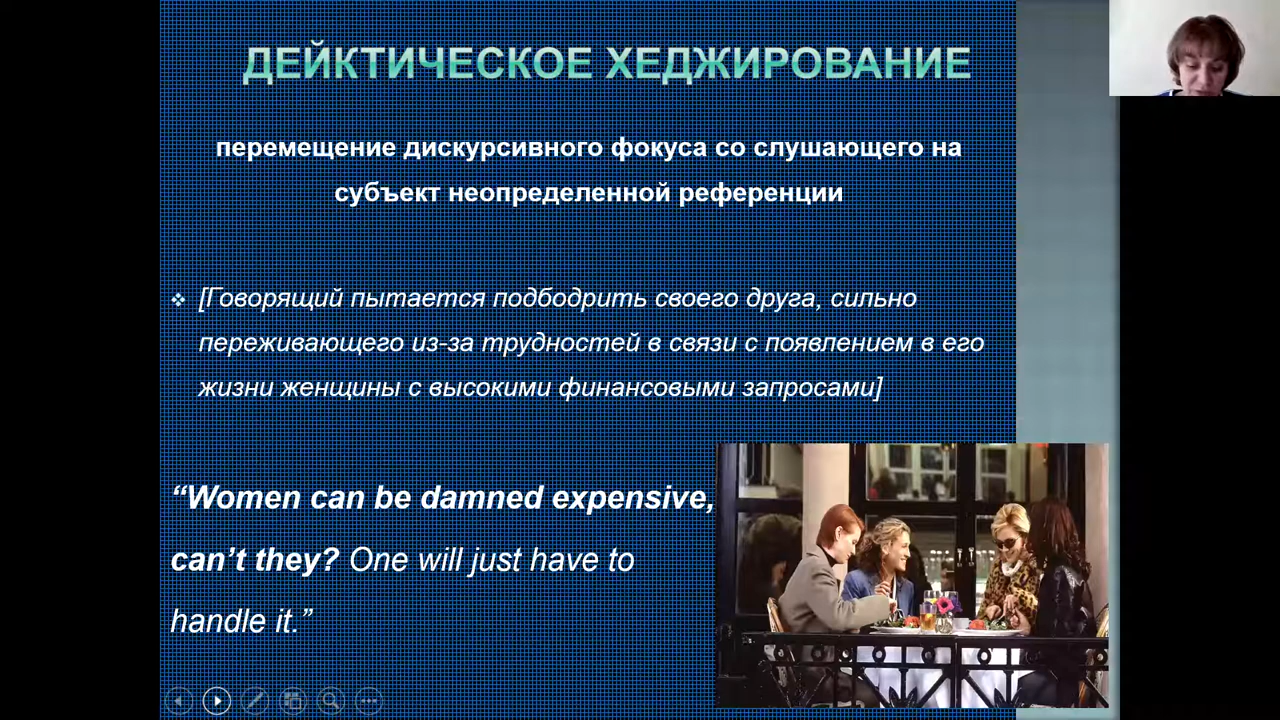 ДЕЙКТИЧЕСКОЕ ХЕДЖИРОВАНИЕ
перемещение дискурсивного фокуса со слушающего на
субъект неопределенной референции
[Говорящий пытается подбодрить своего друга, сильно
переживающего из-за трудностей в связи с появлением в его
жизни женщины с высокими финансовыми запросами]
“Women can be damned expensive,
can’t they? One will just have to
handle it.”